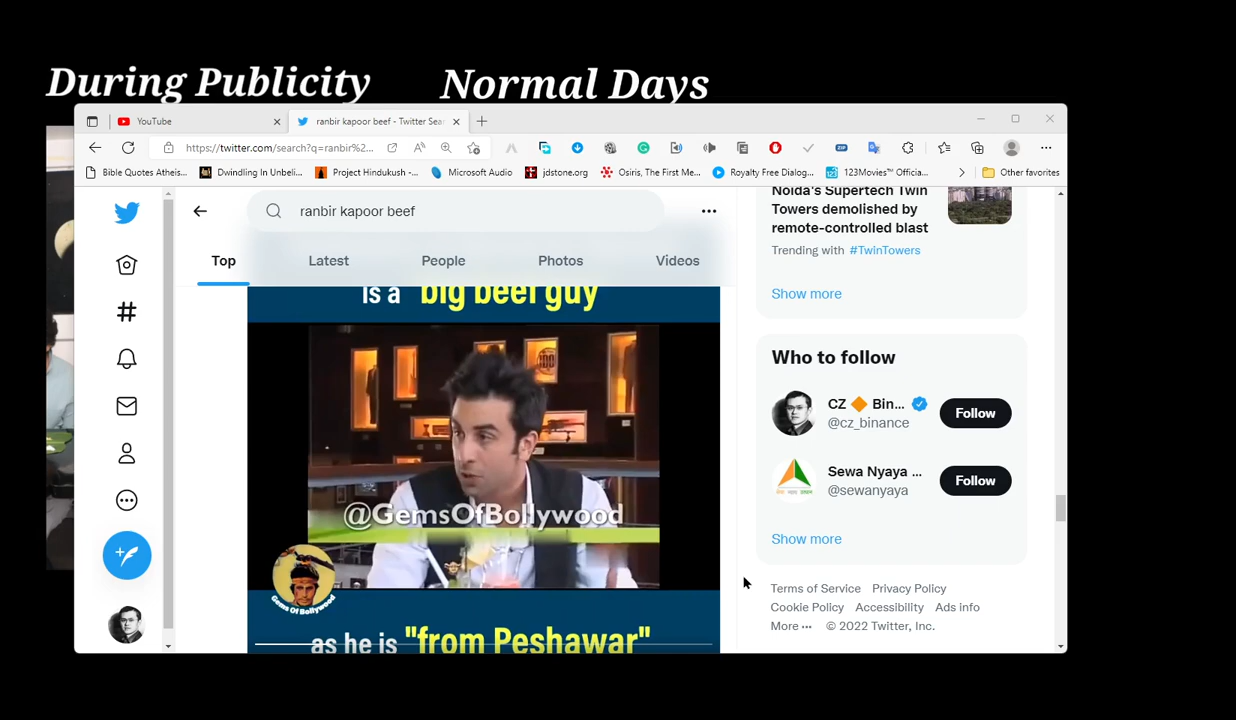 During Publicity
Normal Days
YouTube
ranbir kapoor beef - Twitter Sear
https://twitter.com/search?q=ranbir%2...
Bible Quotes Atheis...
Dwindling In Unbeli...
Project Hindukush -...
Microsoft Audio
jdstone.org
Osiris, The First Me...
Royalty Free Dialog...
123Movies™ Officia...
Other favorites
ranbir kapoor beef
Top
Latest
People
Photos
Videos
is a "big beef guy
@GemsOfBollywood
Gems Of Bollywood
as he is "from Peshawar"
Noida's Supertech Twin
Towers demolished by
remote-controlled blast
Trending with #TwinTowers
Show more
Who to follow
CZ Bin...
@cz_binance
Follow
Sewa Nyaya ...
@sewanyaya
Follow
Show more
Terms of Service Privacy Policy
Cookie Policy Accessibility Ads info
More ··· © 2022 Twitter, Inc.